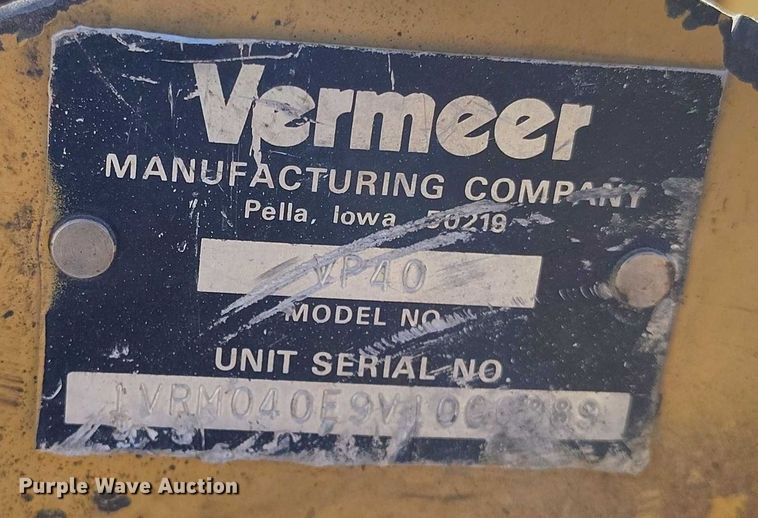 Vermeer
MANUFACTURING COMPANY
Pella, Iowa 50219
VP40
MODEL NO.
UNIT SERIAL NO.
Purple Wave Auction